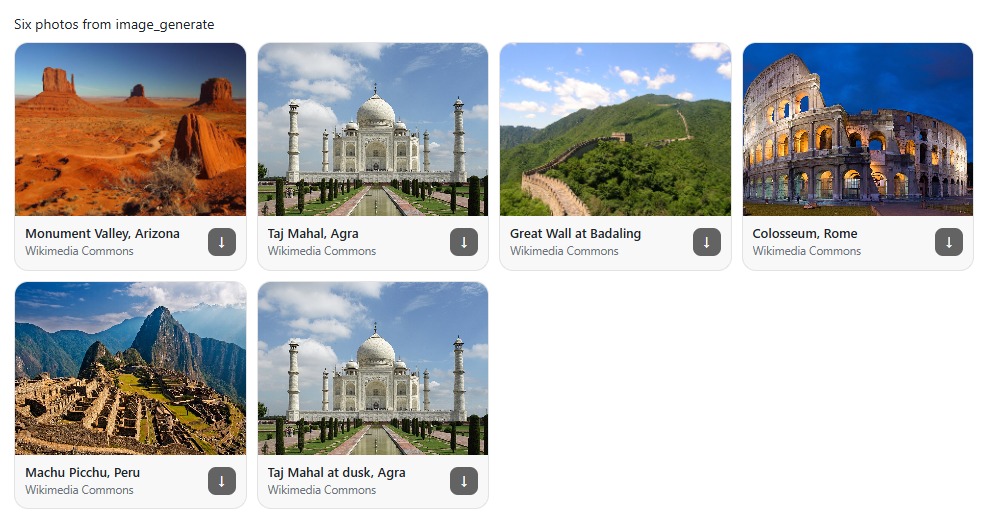 Six photos from image_generate
Monument Valley, Arizona
Wikimedia Commons
Taj Mahal, Agra
Wikimedia Commons
Great Wall at Badaling
Wikimedia Commons
Colosseum, Rome
Wikimedia Commons
Machu Picchu, Peru
Wikimedia Commons
Taj Mahal at dusk, Agra
Wikimedia Commons